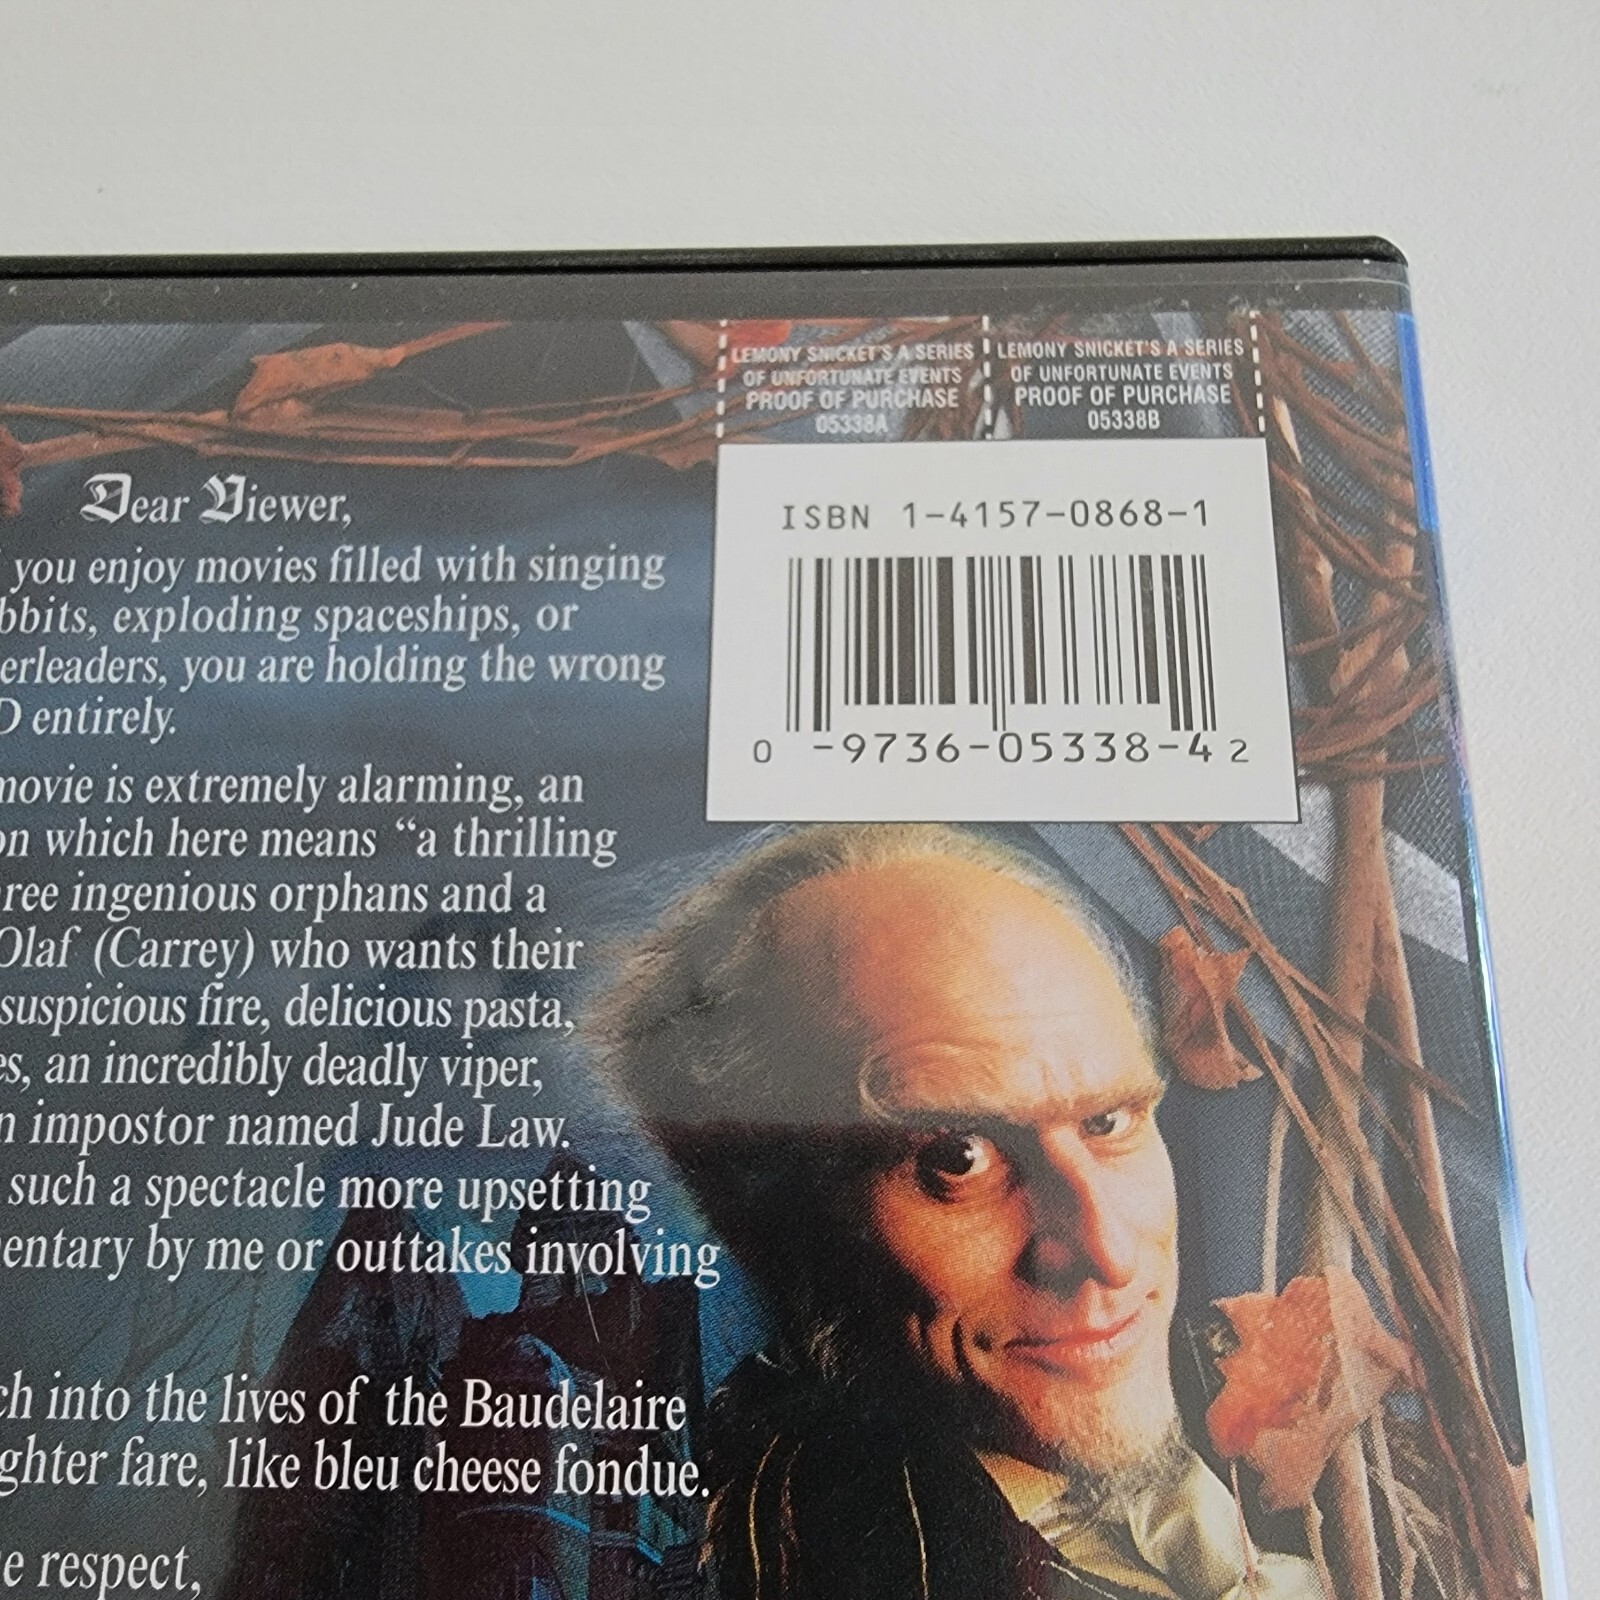 LEMONY SNICKET'S A SERIES
OF UNFORTUNATE EVENTS
PROOF OF PURCHASE
05338A
LEMONY SNICKET'S A SERIES
OF UNFORTUNATE EVENTS
PROOF OF PURCHASE
05338B
ISBN 1-4157-0868-1
0 -9736-05338-4 2
Dear Viewer,
you enjoy movies filled with singing
bbits, exploding spaceships, or
erleaders, you are holding the wrong
D entirely.
movie is extremely alarming, an
on which here means “a thrilling
ree ingenious orphans and a
Olaf (Carrey) who wants their
suspicious fire, delicious pasta,
es, an incredibly deadly viper,
n impostor named Jude Law.
such a spectacle more upsetting
entary by me or outtakes involving
ch into the lives of the Baudelaire
ghter fare, like bleu cheese fondue.
e respect,